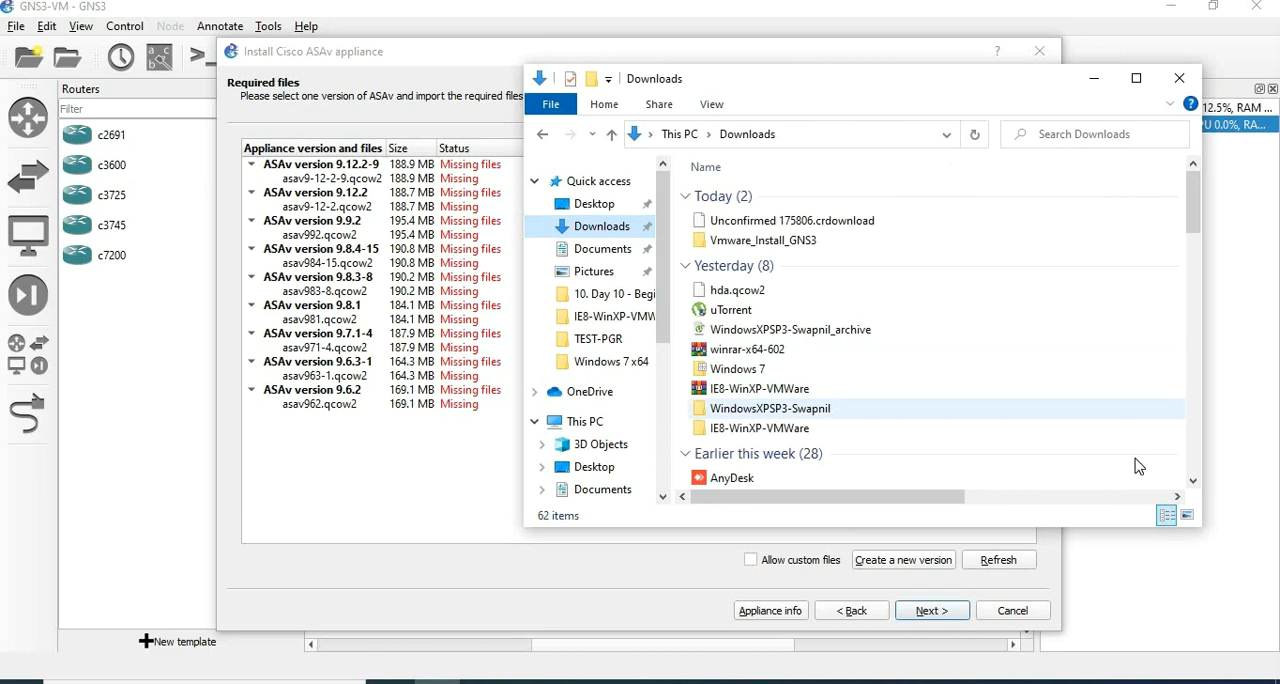 GNS3-VM - GNS3
File Edit View Control Node Annotate Tools Help
Routers
Filter
c2691
c3600
c3725
c3745
c7200
New template
Install Cisco ASAv appliance
Required files
Please select one version of ASAv and import the required files
Appliance version and files Size Status
ASAv version 9.12.2-9 188.9 MB Missing files
asav9-12-2-9.qcow2 188.9 MB Missing
ASAv version 9.12.2 188.7 MB Missing files
asav9-12-2.qcow2 188.7 MB Missing
ASAv version 9.9.2 195.4 MB Missing files
asav992.qcow2 195.4 MB Missing
ASAv version 9.8.4-15 190.8 MB Missing files
asav984-15.qcow2 190.8 MB Missing
ASAv version 9.8.3-8 190.2 MB Missing files
asav983-8.qcow2 190.2 MB Missing
ASAv version 9.8.1 184.1 MB Missing files
asav981.qcow2 184.1 MB Missing
ASAv version 9.7.1-4 187.9 MB Missing files
asav971-4.qcow2 187.9 MB Missing
ASAv version 9.6.3-1 164.3 MB Missing files
asav963-1.qcow2 164.3 MB Missing
ASAv version 9.6.2 169.1 MB Missing files
asav962.qcow2 169.1 MB Missing
Downloads
File Home Share View
This PC > Downloads
Search Downloads
Quick access
Desktop
Downloads
Documents
Pictures
10. Day 10 - Begi
IE8-WinXP-VMW
TEST-PGR
Windows 7 x64
OneDrive
This PC
3D Objects
Desktop
Documents
Name
Today (2)
Unconfirmed 175806.crdownload
Vmware_Install_GNS3
Yesterday (8)
hda.qcow2
uTorrent
WindowsXPSP3-Swapnil_archive
winrar-x64-602
Windows 7
IE8-WinXP-VMWare
WindowsXPSP3-Swapnil
IE8-WinXP-VMWare
Earlier this week (28)
AnyDesk
62 items
12.5%, RAM ...
U 0.0%, RA...
Allow custom files Create a new version Refresh
Appliance info < Back Next > Cancel